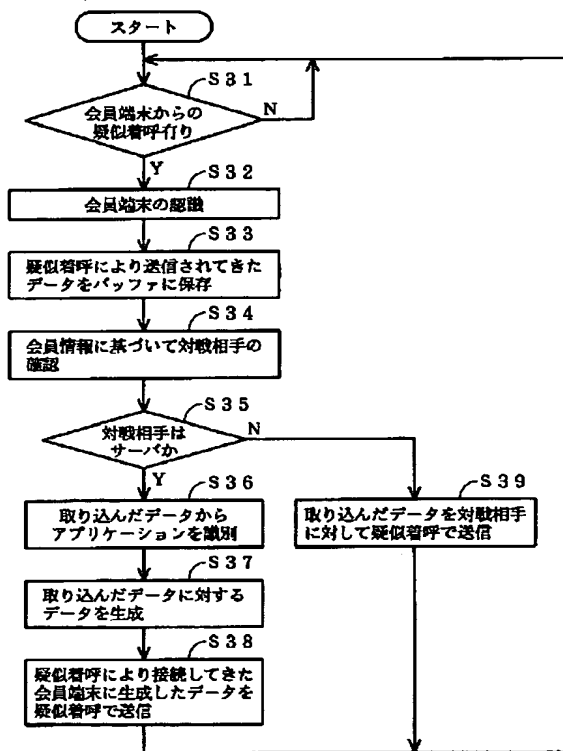 スタート
S31
会員端末からの
疑似着呼有り
N
Y
S32
会員端末の認識
S33
疑似着呼により送信されてきた
データをバッファに保存
S34
会員情報に基づいて対戦相手の
確認
S35
対戦相手は
サーバか
N
Y
S36
取り込んだデータから
アプリケーションを識別
S39
取り込んだデータを対戦相手
に対して疑似着呼で送信
S37
取り込んだデータに対する
データを生成
S38
疑似着呼により接続してきた
会員端末に生成したデータを
疑似着呼で送信